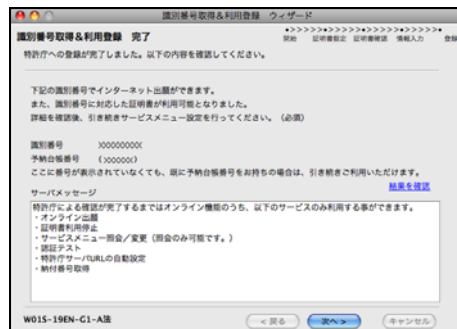 識別番号取得&利用登録 ウィザード
識別番号取得&利用登録 完了
•>>>>>•>>>>>•>>>>>•>>>>>•
開始 証明書指定 証明書確認 情報入力 登録
特許庁への登録が完了しました。以下の内容を確認してください。
下記の識別番号でインターネット出願ができます。
また、識別番号に対応した証明書が利用可能となりました。
詳細を確認後、引き続きサービスメニュー設定を行ってください。（必須）
識別番号 XXXXXXXXX
予納台帳番号 (XXXXXX)
ここに番号が表示されていなくても、既に予納台帳番号をお持ちの場合は、引き続きご利用いただけます。
サーバメッセージ 結果を確認
特許庁による確認が完了するまではオンライン機能のうち、以下のサービスのみ利用する事ができます。
・オンライン出願
・証明書利用停止
・サービスメニュー照会／変更（照会のみ可能です。）
・認証テスト
・特許庁サーバURLの自動設定
・納付番号取得
W01S-19EN-G1-A法 < 戻る 次へ > キャンセル